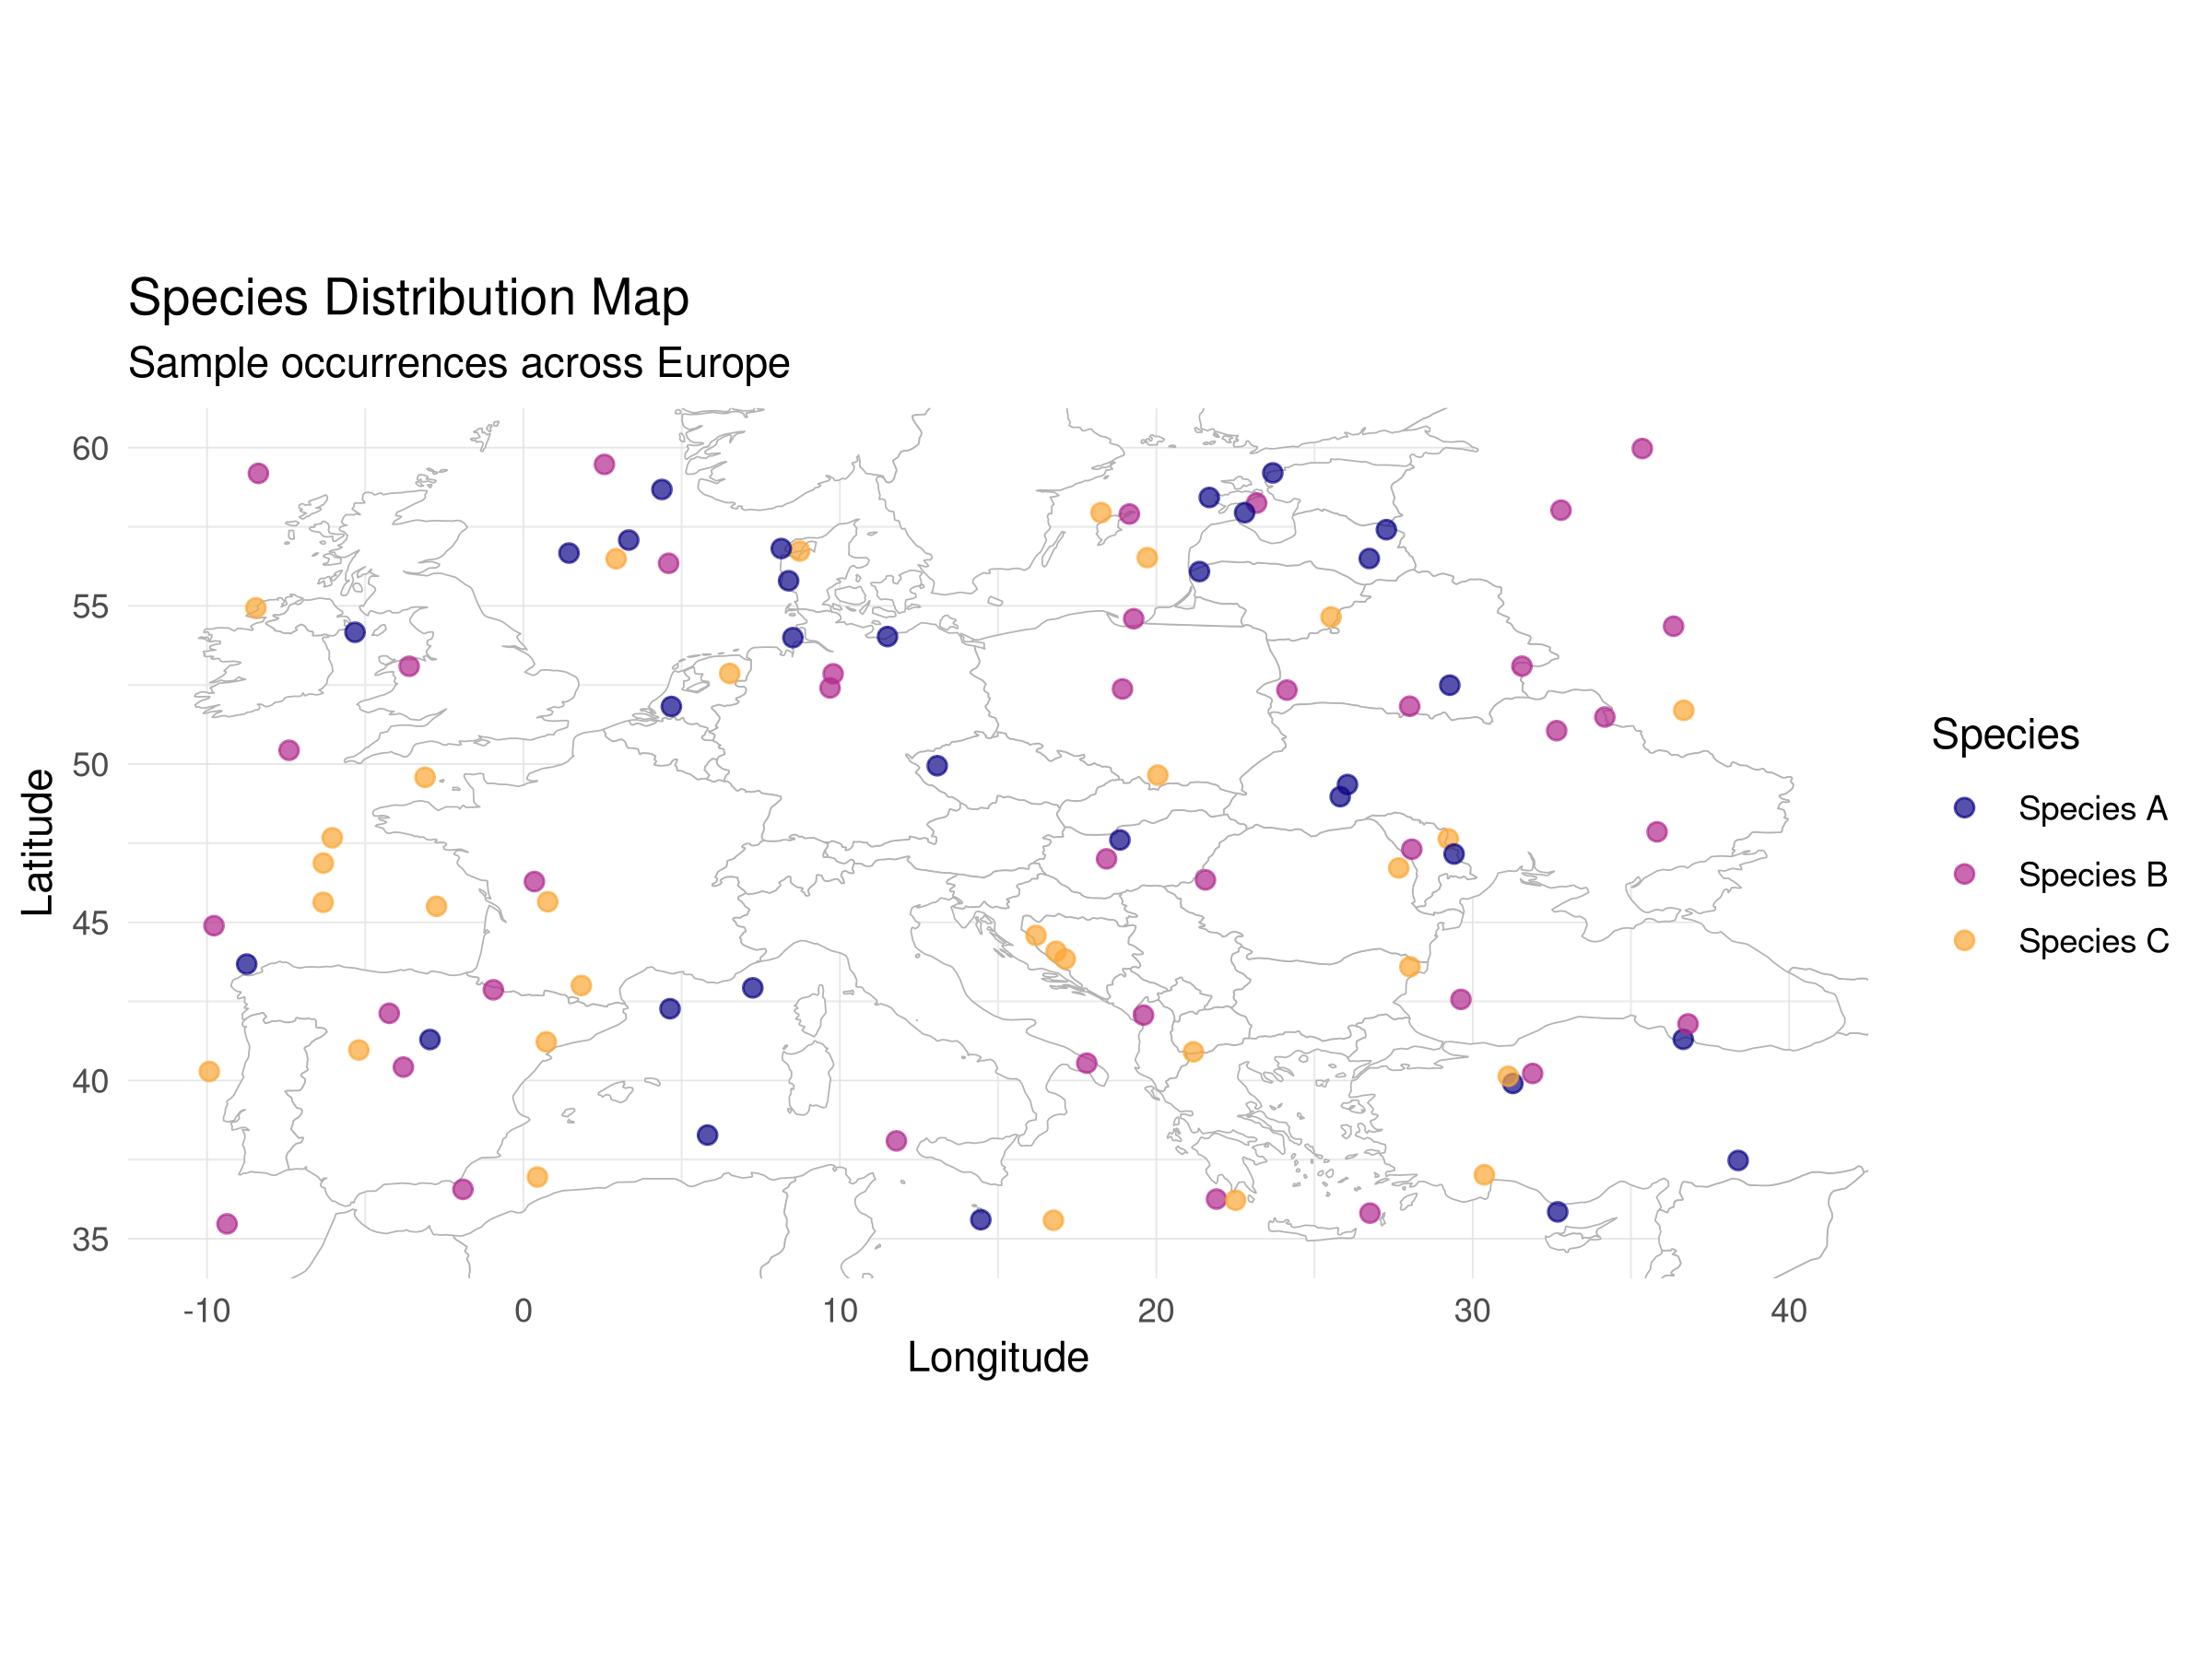 Species Distribution Map
Sample occurrences across Europe
Latitude
60
55
50
45
40
35
-10
0
10
20
30
40
Longitude
Species
Species A
Species B
Species C